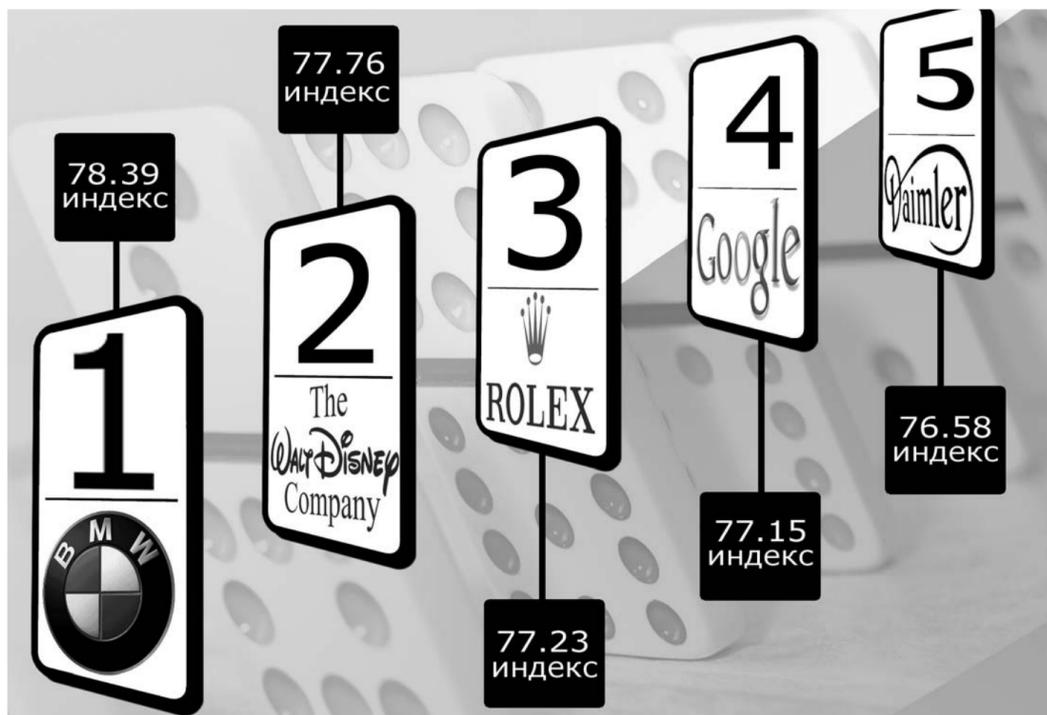 78.39
индекс
1
BMW
77.76
индекс
2
The
WALT DISNEY
Company
3
ROLEX
77.23
индекс
4
Google
77.15
индекс
5
Daimler
76.58
индекс